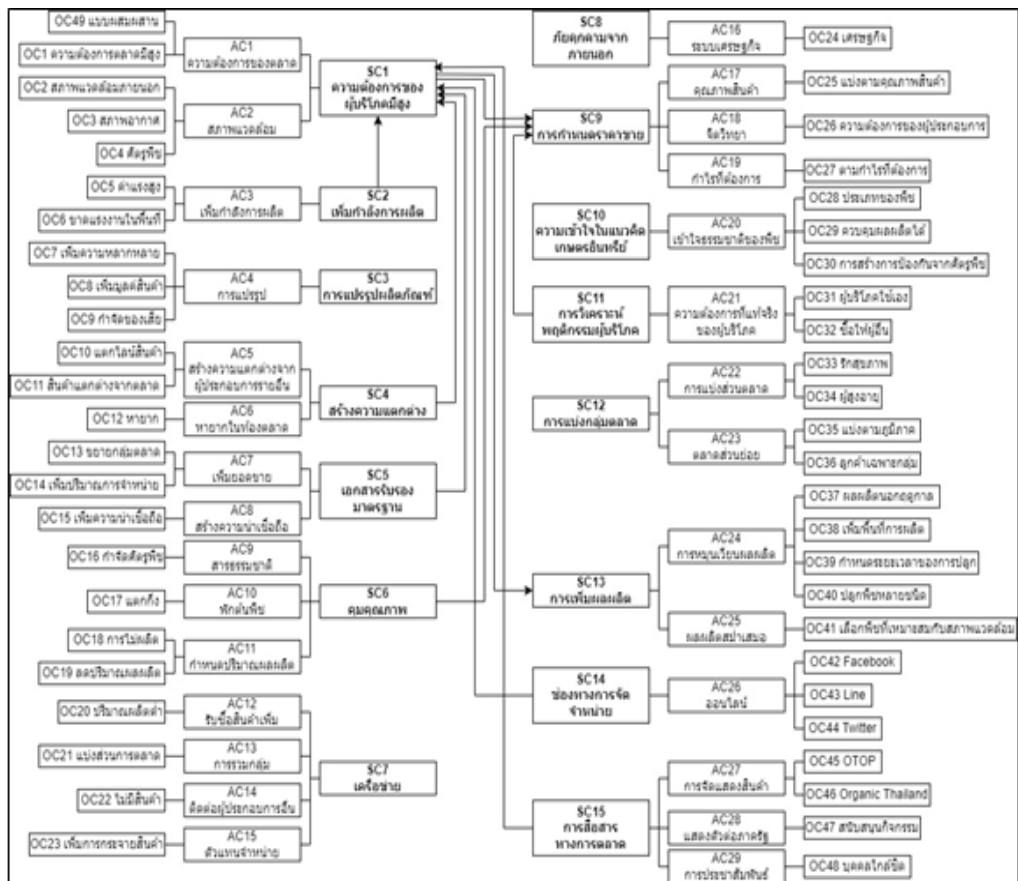 OC49 แบบผสมผสาน
OC1 ความต้องการตลาดมีสูง
OC2 สภาพแวดล้อมภายนอก
OC3 สภาพอากาศ
OC4 ศัตรูพืช
OC5 ค่าแรงสูง
OC6 ขาดแรงงานในพื้นที่
OC7 เพิ่มความหลากหลาย
OC8 เพิ่มมูลค่าสินค้า
OC9 กำจัดของเสีย
OC10 แตกไลน์สินค้า
OC11 สินค้าแตกต่างจากตลาด
OC12 หายาก
OC13 ขยายกลุ่มตลาด
OC14 เพิ่มปริมาณการจำหน่าย
OC15 เพิ่มความน่าเชื่อถือ
OC16 กำจัดศัตรูพืช
OC17 แตกกิ่ง
OC18 การไม่ผลิต
OC19 ลดปริมาณผลผลิต
OC20 ปริมาณผลิตต่ำ
OC21 แบ่งส่วนการตลาด
OC22 ไม่มีสินค้า
OC23 เพิ่มการกระจายสินค้า
AC1
ความต้องการของตลาด
AC2
สภาพแวดล้อม
AC3
เพิ่มกำลังการผลิต
AC4
การแปรรูป
AC5
สร้างความแตกต่างจาก
ผู้ประกอบการรายอื่น
AC6
หายากในท้องตลาด
AC7
เพิ่มยอดขาย
AC8
สร้างความน่าเชื่อถือ
AC9
สารธรรมชาติ
AC10
พักต้นพืช
AC11
กำหนดปริมาณผลผลิต
AC12
รับซื้อสินค้าเพิ่ม
AC13
การรวมกลุ่ม
AC14
ติดต่อผู้ประกอบการอื่น
AC15
ตัวแทนจำหน่าย
SC1
ความต้องการของ
ผู้บริโภคมีสูง
SC2
เพิ่มกำลังการผลิต
SC3
การแปรรูปผลิตภัณฑ์
SC4
สร้างความแตกต่าง
SC5
เอกสารรับรอง
มาตรฐาน
SC6
คุมคุณภาพ
SC7
เครือข่าย
SC8
ภัยคุกคามจาก
ภายนอก
SC9
การกำหนดราคาขาย
SC10
ความเข้าใจในแนวคิด
เกษตรอินทรีย์
SC11
การวิเคราะห์
พฤติกรรมผู้บริโภค
SC12
การแบ่งกลุ่มตลาด
SC13
การเพิ่มผลผลิต
SC14
ช่องทางการจัด
จำหน่าย
SC15
การสื่อสาร
ทางการตลาด
AC16
ระบบเศรษฐกิจ
AC17
คุณภาพสินค้า
AC18
จิตวิทยา
AC19
กำไรที่ต้องการ
AC20
เข้าใจธรรมชาติของพืช
AC21
ความต้องการที่แท้จริง
ของผู้บริโภค
AC22
การแบ่งส่วนตลาด
AC23
ตลาดส่วนย่อย
AC24
การหมุนเวียนผลผลิต
AC25
ผลผลิตสม่ำเสมอ
AC26
ออนไลน์
AC27
การจัดแสดงสินค้า
AC28
แสดงตัวต่อภาครัฐ
AC29
การประชาสัมพันธ์
OC24 เศรษฐกิจ
OC25 แบ่งตามคุณภาพสินค้า
OC26 ความต้องการของผู้ประกอบการ
OC27 ตามกำไรที่ต้องการ
OC28 ประเภทของพืช
OC29 ควบคุมผลผลิตได้
OC30 การสร้างการป้องกันจากศัตรูพืช
OC31 ผู้บริโภคใช้เอง
OC32 ซื้อให้ผู้อื่น
OC33 รักสุขภาพ
OC34 ผู้สูงอายุ
OC35 แบ่งตามภูมิภาค
OC36 ลูกค้าเฉพาะกลุ่ม
OC37 ผลผลิตนอกฤดูกาล
OC38 เพิ่มพื้นที่การผลิต
OC39 กำหนดระยะเวลาของการปลูก
OC40 ปลูกพืชหลายชนิด
OC41 เลือกพืชที่เหมาะสมกับสภาพแวดล้อม
OC42 Facebook
OC43 Line
OC44 Twitter
OC45 OTOP
OC46 Organic Thailand
OC47 สนับสนุนกิจกรรม
OC48 บุคคลใกล้ชิด